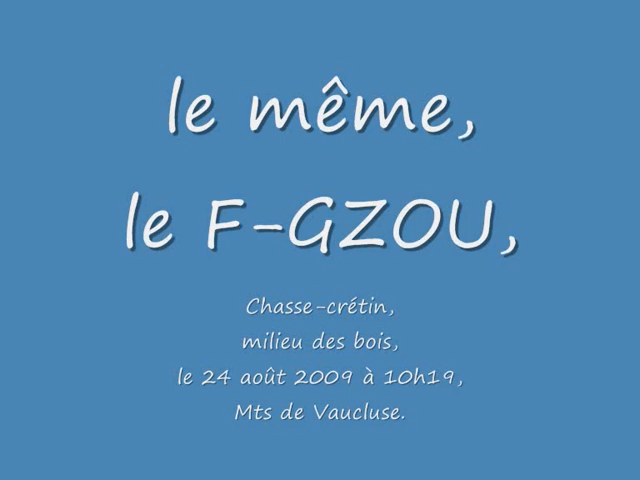 le même,
le F-GZOU,
Chasse-crétin,
milieu des bois,
le 24 août 2009 à 10h19,
Mts de Vaucluse.